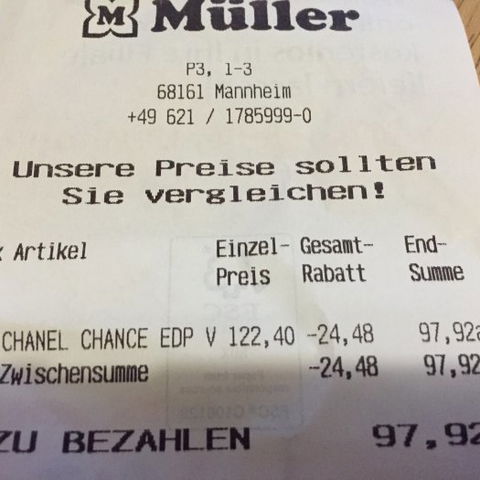 M Müller
P3, 1-3
68161 Mannheim
+49 621 / 1785999-0
Unsere Preise sollten
Sie vergleichen!
x Artikel Einzel- Gesamt- End-
Preis Rabatt Summe
CHANEL CHANCE EDP V 122,40 -24,48 97,92a
Zwischensumme -24,48 97,92
ZU BEZAHLEN 97,92